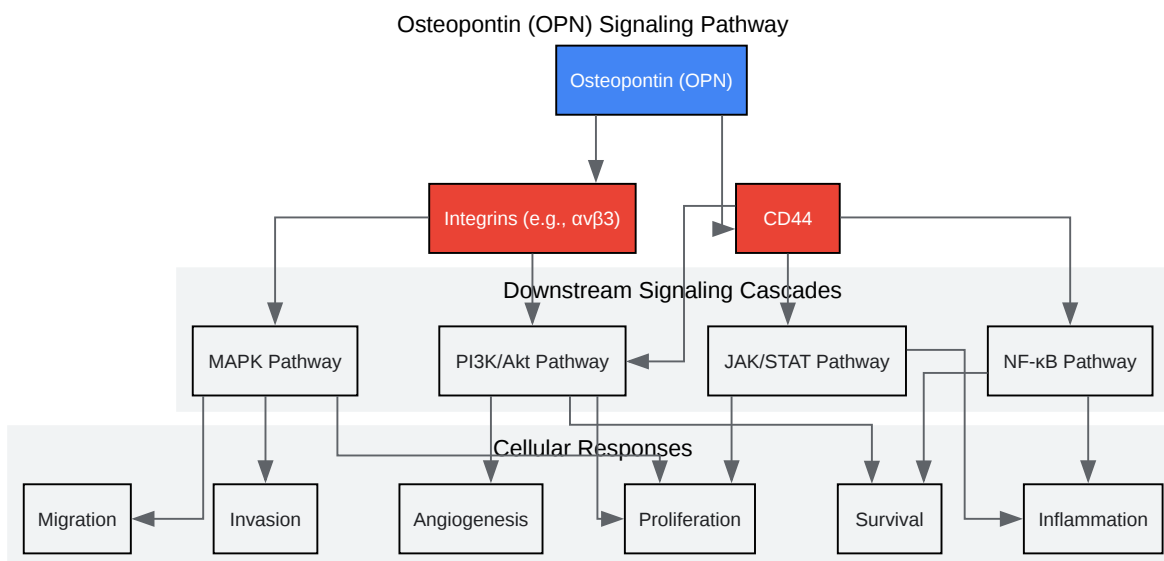 Osteopontin (OPN) Signaling Pathway
Osteopontin (OPN)
Integrins (e.g., αvβ3)
CD44
Downstream Signaling Cascades
MAPK Pathway
PI3K/Akt Pathway
JAK/STAT Pathway
NF-κB Pathway
Cellular Responses
Migration
Invasion
Angiogenesis
Proliferation
Survival
Inflammation